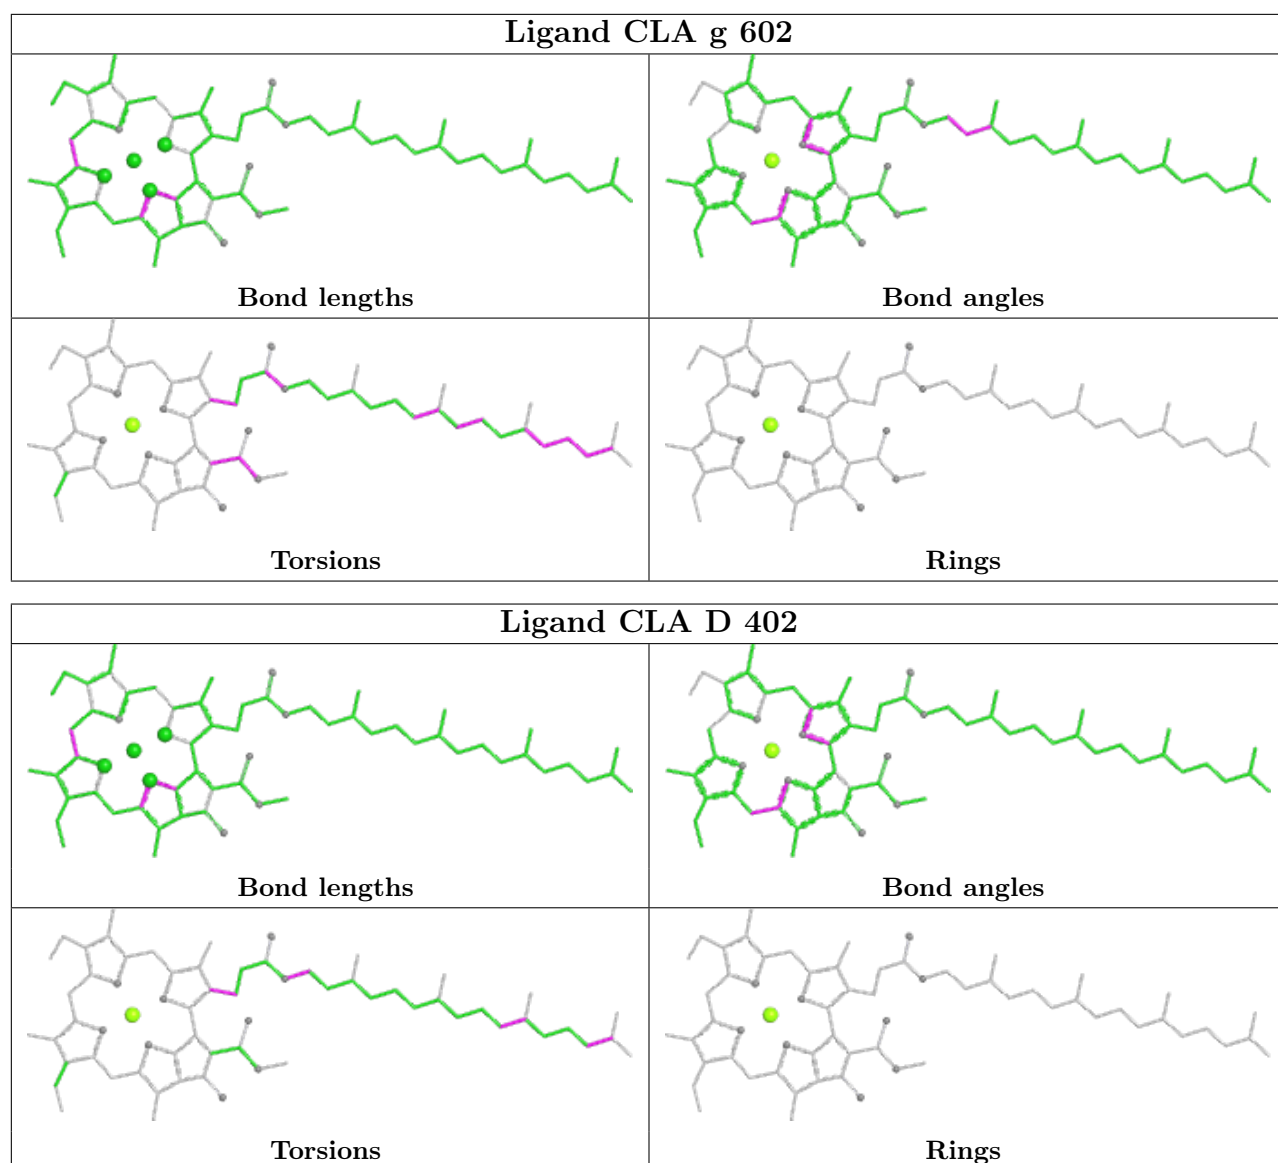 Ligand CLA g 602
Bond lengths
Bond angles
Torsions
Rings
Ligand CLA D 402
Bond lengths
Bond angles
Torsions
Rings